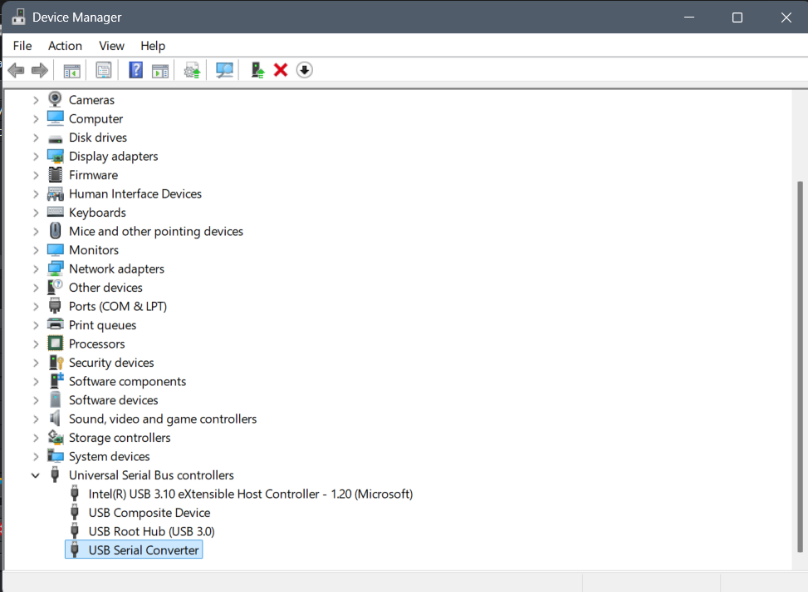 Device Manager
File Action View Help
Cameras
Computer
Disk drives
Display adapters
Firmware
Human Interface Devices
Keyboards
Mice and other pointing devices
Monitors
Network adapters
Other devices
Ports (COM & LPT)
Print queues
Processors
Security devices
Software components
Software devices
Sound, video and game controllers
Storage controllers
System devices
Universal Serial Bus controllers
Intel(R) USB 3.10 eXtensible Host Controller - 1.20 (Microsoft)
USB Composite Device
USB Root Hub (USB 3.0)
USB Serial Converter